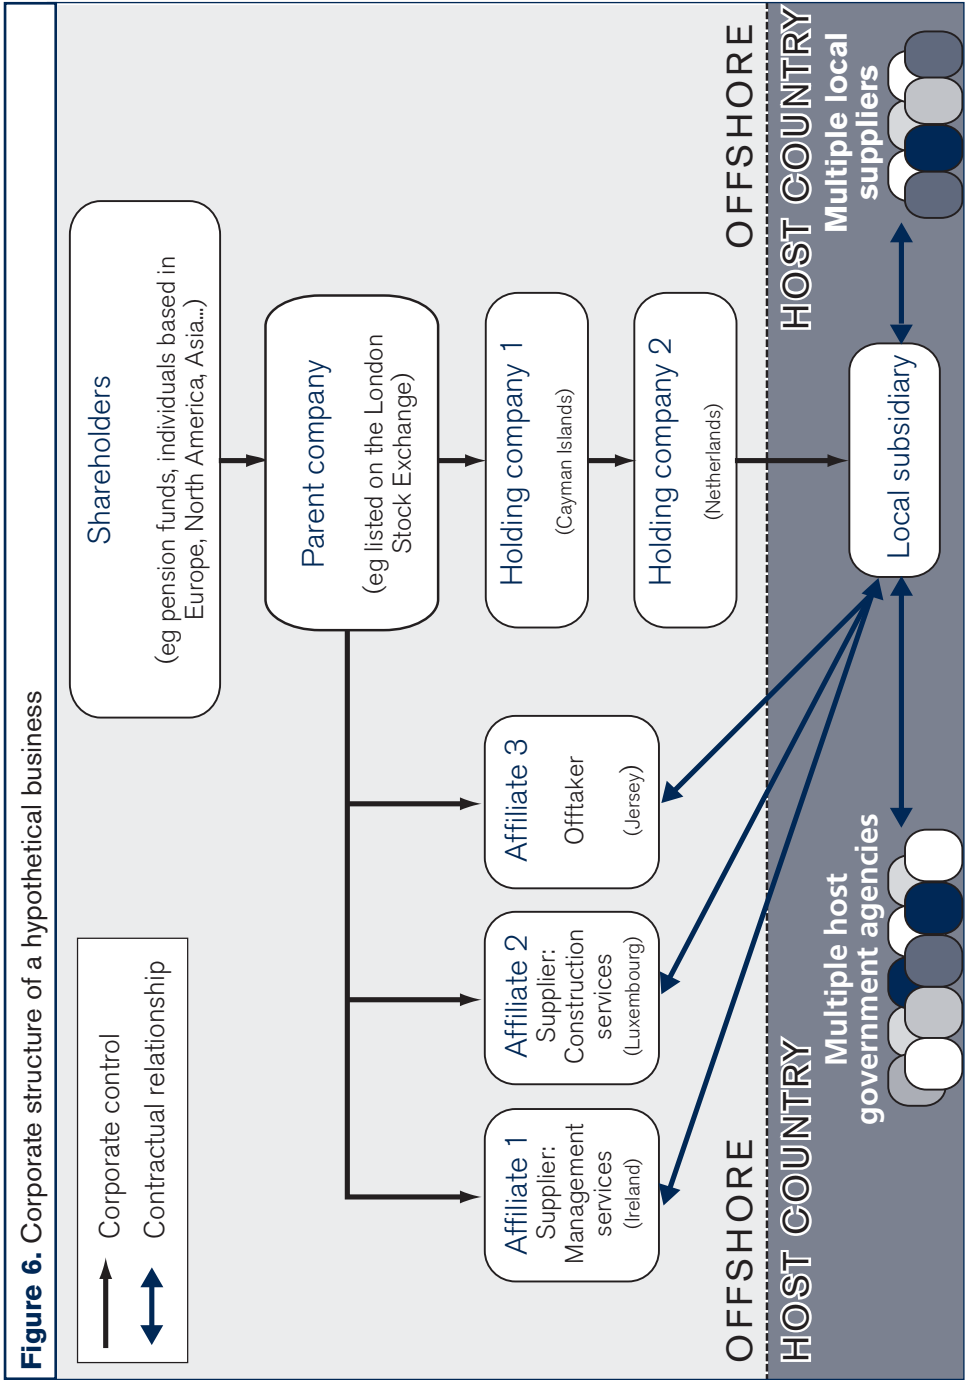 Figure 6. Corporate structure of a hypothetical business
Corporate control
Contractual relationship
Shareholders
(eg pension funds, individuals based in
Europe, North America, Asia...)
Parent company
(eg listed on the London
Stock Exchange)
Affiliate 1
Supplier:
Management
services
(Ireland)
Affiliate 2
Supplier:
Construction
services
(Luxembourg)
Affiliate 3
Offtaker
(Jersey)
Holding company 1
(Cayman Islands)
Holding company 2
(Netherlands)
OFFSHORE
OFFSHORE
HOST COUNTRY
HOST COUNTRY
Multiple host
government agencies
Local subsidiary
Multiple local
suppliers